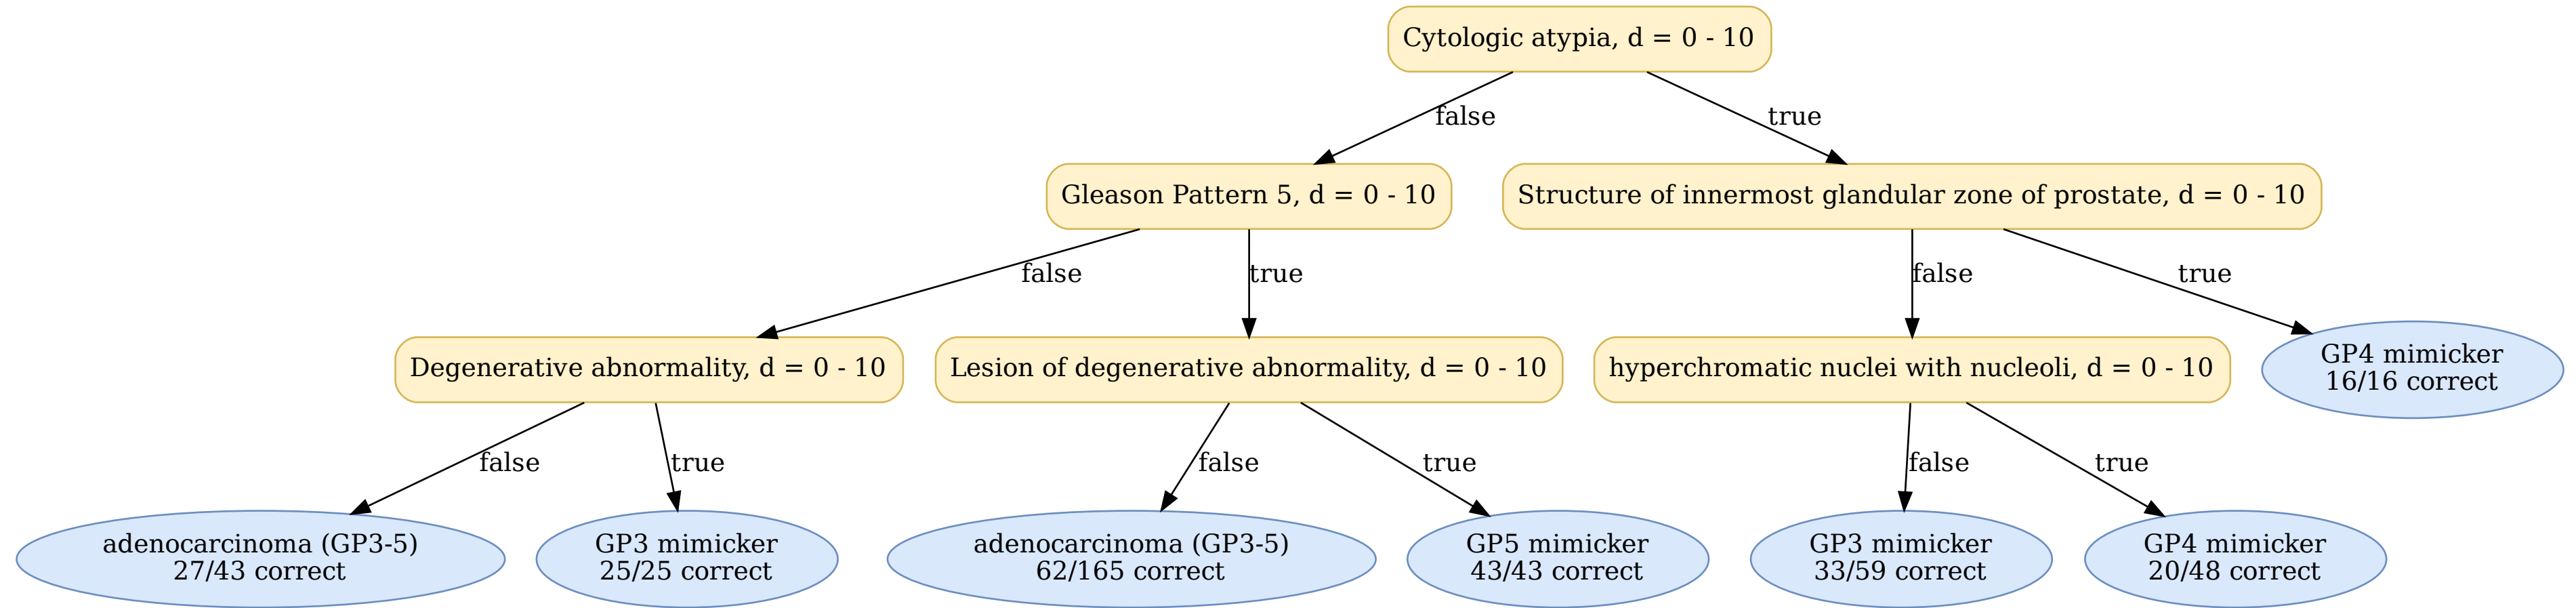 Cytologic atypia, d = 0 - 10
false
true
Gleason Pattern 5, d = 0 - 10
Structure of innermost glandular zone of prostate, d = 0 - 10
false
true
false
true
Degenerative abnormality, d = 0 - 10
Lesion of degenerative abnormality, d = 0 - 10
hyperchromatic nuclei with nucleoli, d = 0 - 10
GP4 mimicker
16/16 correct
false
true
false
true
false
true
adenocarcinoma (GP3-5)
27/43 correct
GP3 mimicker
25/25 correct
adenocarcinoma (GP3-5)
62/165 correct
GP5 mimicker
43/43 correct
GP3 mimicker
33/59 correct
GP4 mimicker
20/48 correct